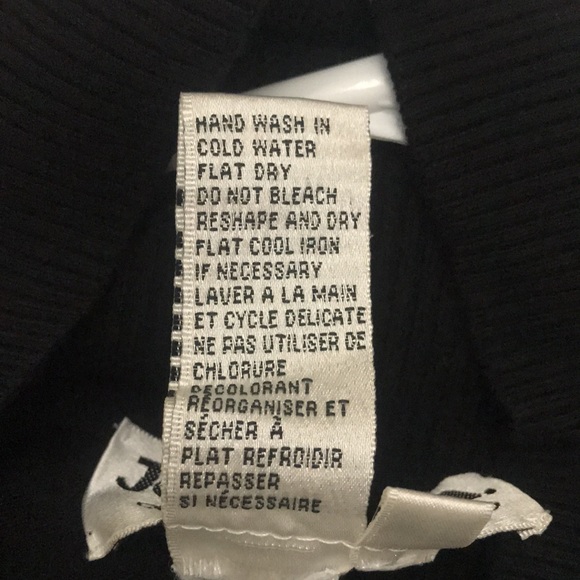 HAND WASH IN
COLD WATER
FLAT DRY
DO NOT BLEACH
RESHAPE AND DRY
FLAT COOL IRON
IF NECESSARY
LAVER A LA MAIN
ET CYCLE DELICATE
NE PAS UTILISER DE
CHLORURE
DECOLORANT
RÉORGANISER ET
SÈCHER À
PLAT REFROIDIR
REPASSER
SI NÉCESSAIRE